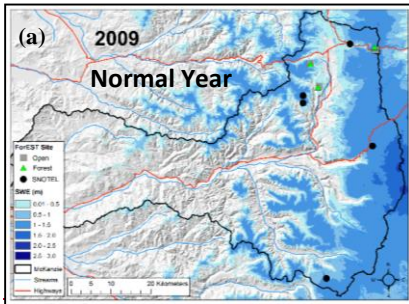 (a)
2009
Normal Year
ForEST Site
Open
Forest
SNOTEL
SWE (m)
0.01 - 0.5
0.5 - 1
1 - 1.5
1.5 - 2.0
2.0 - 2.5
2.5 - 3.0
McKenzie
Streams
Highways
0 5 10 20 Kilometers